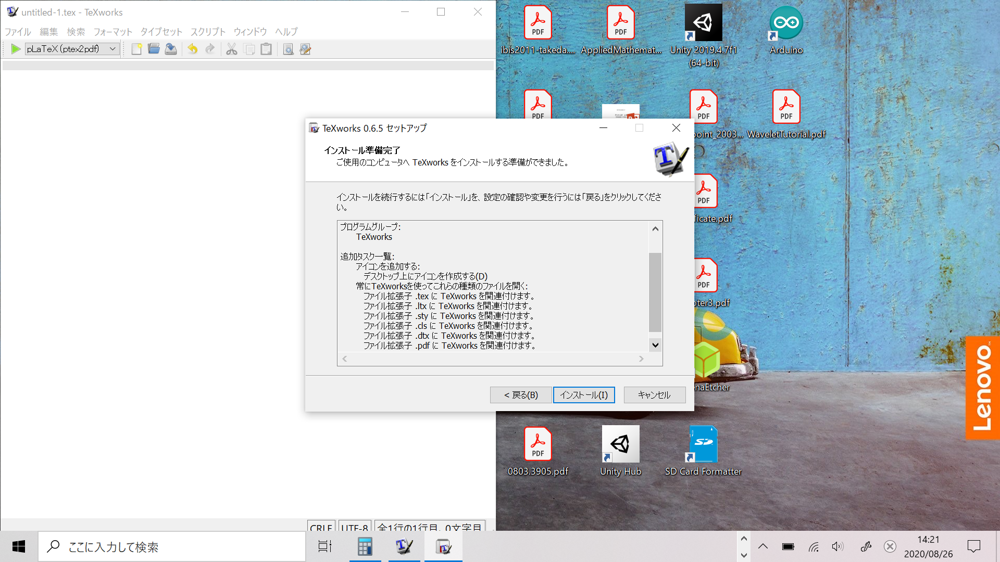 untitled-1.tex - TeXworks
ファイル 編集 検索 フォーマット タイプセット スクリプト ウィンドウ ヘルプ
pLaTeX (ptex2pdf)
ibis2011-takeda....
AppliedMathemat...
Unity 2019.4.7f1
(64-bit)
Arduino
PDF
PDF
PDF
PDF
PDF
point_2003...
WaveletTutorial.pdf
TeXworks 0.6.5 セットアップ
インストール準備完了
ご使用のコンピュータへ TeXworks をインストールする準備ができました。
インストールを続行するには「インストール」を、設定の確認や変更を行うには「戻る」をクリックしてくださ
い。
プログラムグループ:
TeXworks
追加タスク一覧:
アイコンを追加する:
デスクトップ上にアイコンを作成する(D)
常にTeXworksを使ってこれらの種類のファイルを開く:
ファイル拡張子 .tex に TeXworks を関連付けます。
ファイル拡張子 .ltx に TeXworks を関連付けます。
ファイル拡張子 .sty に TeXworks を関連付けます。
ファイル拡張子 .cls に TeXworks を関連付けます。
ファイル拡張子 .dtx に TeXworks を関連付けます。
ファイル拡張子 .pdf に TeXworks を関連付けます。
< 戻る(B)
インストール(I)
キャンセル
PDF
ficate.pdf
PDF
oter3.pdf
naEtcher
Lenovo
PDF
0803.3905.pdf
Unity Hub
SD Card Formatter
CRLF
UTF-8
全1行の1行目、0文字目
ここに入力して検索
14:21
2020/08/26